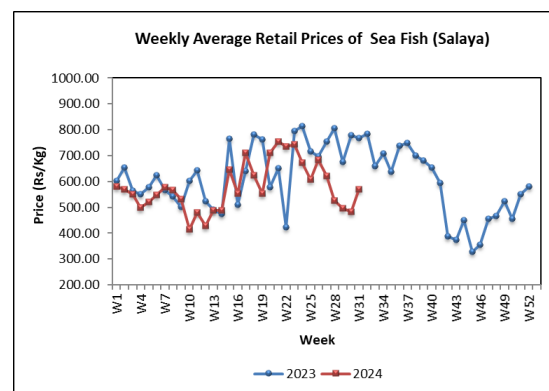 Weekly Average Retail Prices of Sea Fish (Salaya)
1000.00
900.00
800.00
700.00
600.00
500.00
400.00
300.00
200.00
Price (Rs/Kg)
W1 W4 W7 W10 W13 W16 W19 W22 W25 W28 W31 W34 W37 W40 W43 W46 W49 W52
Week
2023 2024